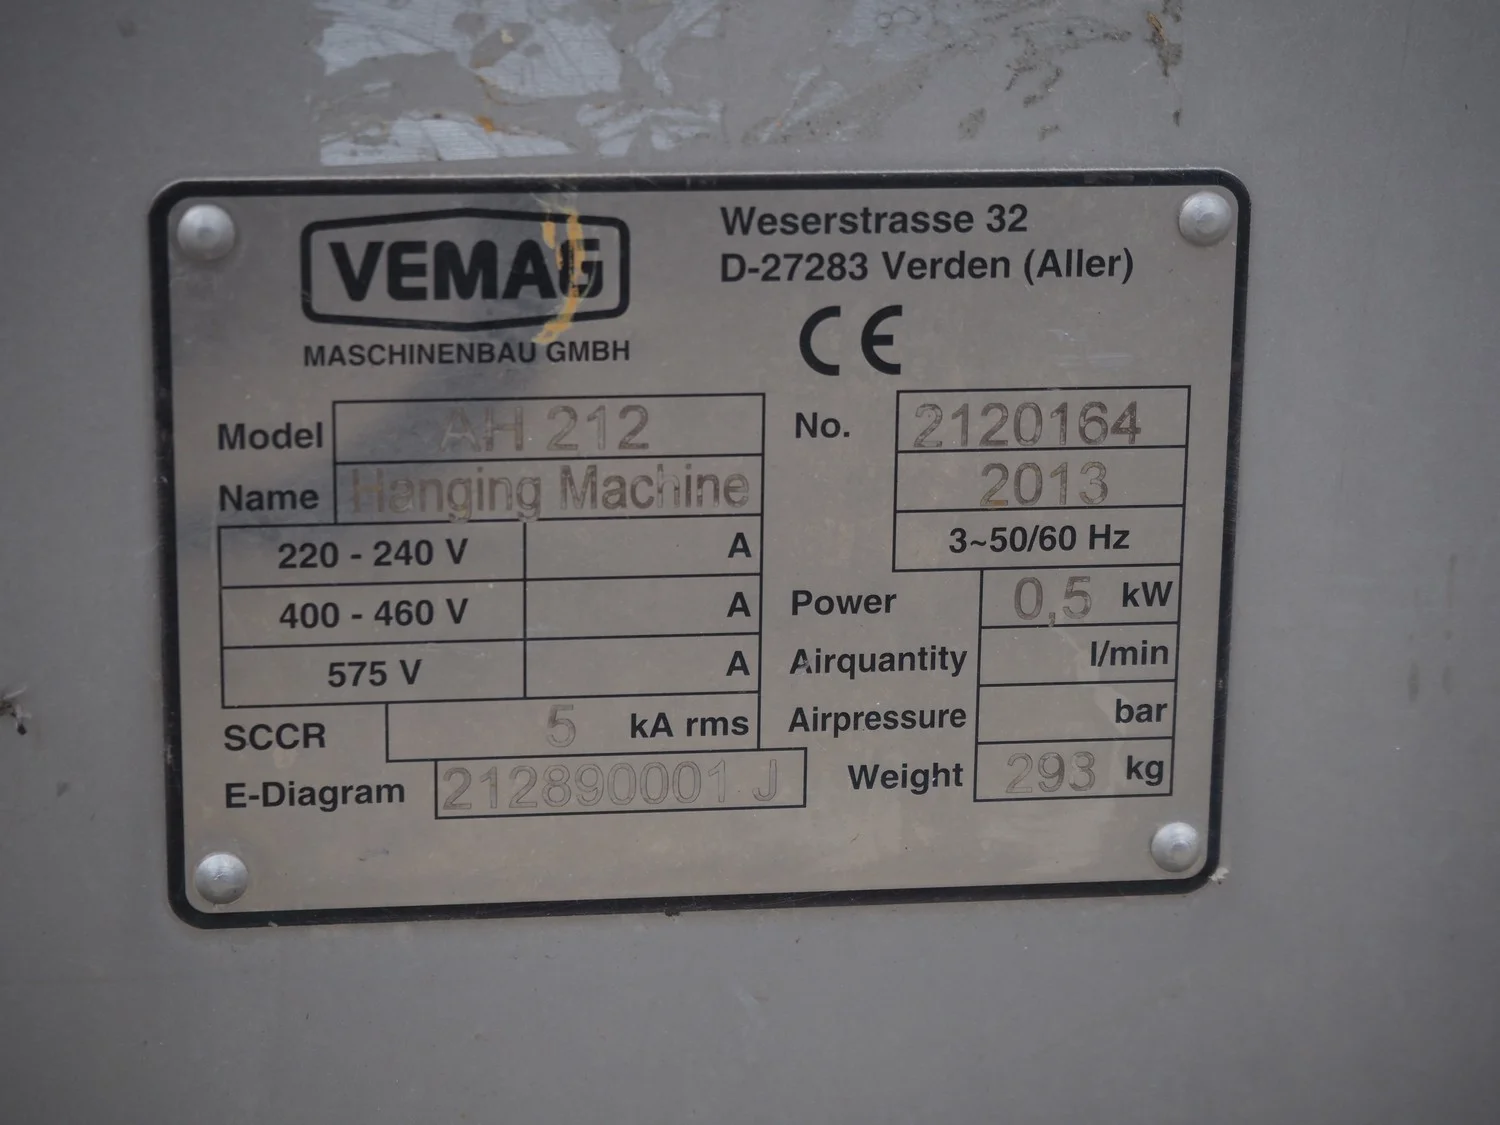 VEMAG
MASCHINENBAU GMBH
Weserstrasse 32
D-27283 Verden (Aller)
CE
Model AH 212
Name Hanging Machine
220 - 240 V A
400 - 460 V A
575 V A
SCCR 5 kA rms
E-Diagram 212890001 J
No. 2120164
2013
3~50/60 Hz
Power 0,5 kW
Airquantity l/min
Airpressure bar
Weight 293 kg